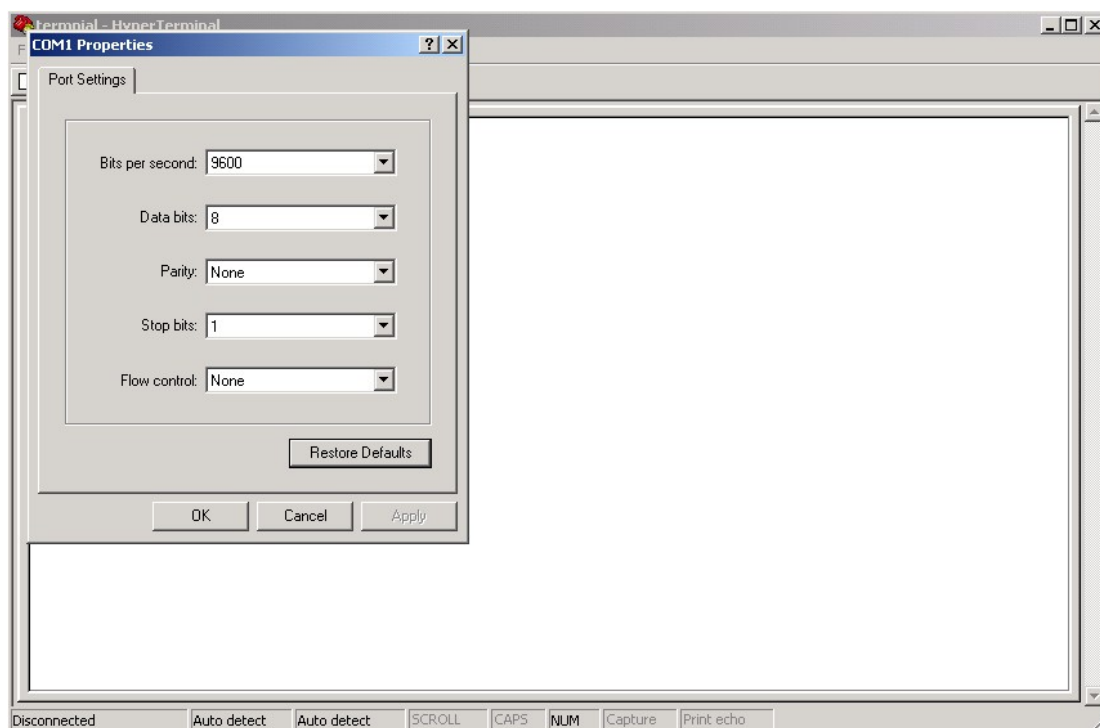 termnial - HyperTerminal
COM1 Properties
Port Settings
Bits per second: 9600
Data bits: 8
Parity: None
Stop bits: 1
Flow control: None
Restore Defaults
OK Cancel Apply
Disconnected Auto detect Auto detect SCROLL CAPS NUM Capture Print echo